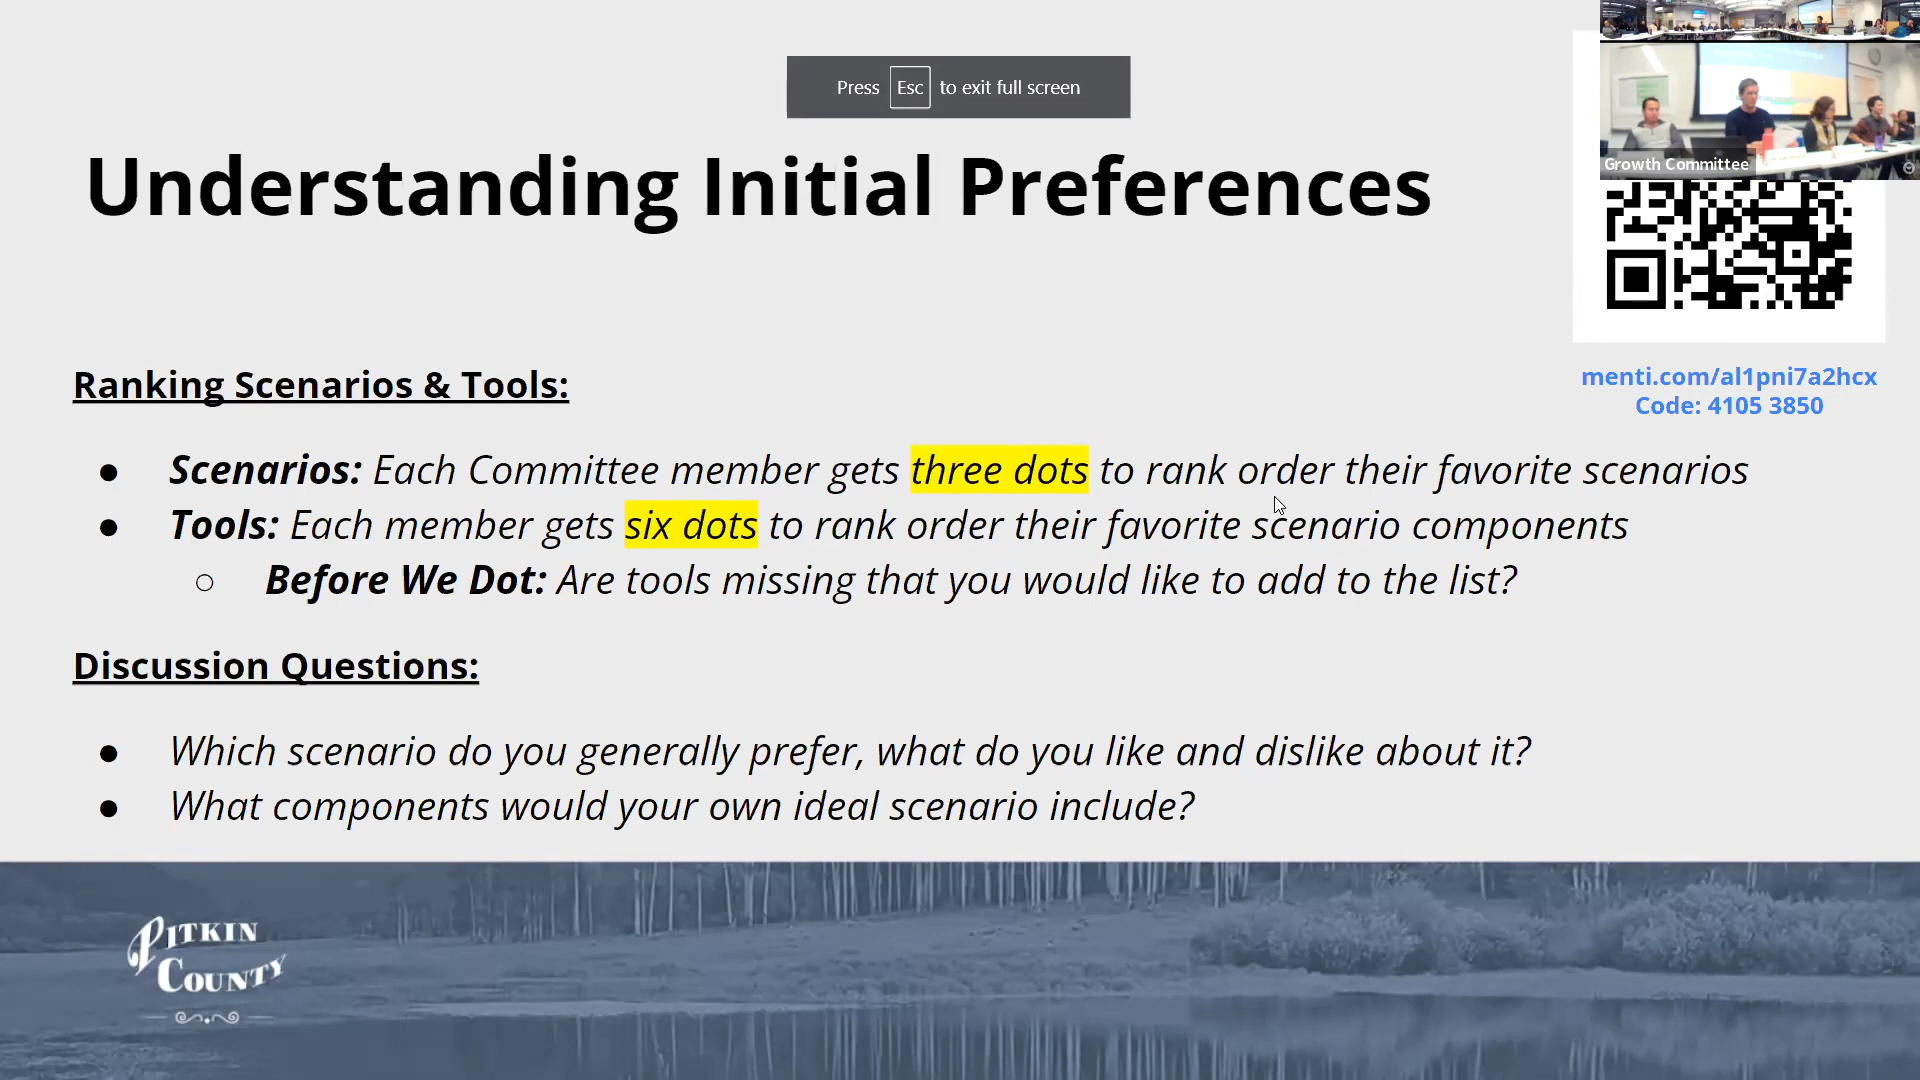 Press Esc to exit full screen
Growth Committee
Understanding Initial Preferences
menti.com/al1pni7a2hcx
Code: 4105 3850
Ranking Scenarios & Tools:
● Scenarios: Each Committee member gets three dots to rank order their favorite scenarios
● Tools: Each member gets six dots to rank order their favorite scenario components
○ Before We Dot: Are tools missing that you would like to add to the list?
Discussion Questions:
● Which scenario do you generally prefer, what do you like and dislike about it?
● What components would your own ideal scenario include?
PITKIN
COUNTY